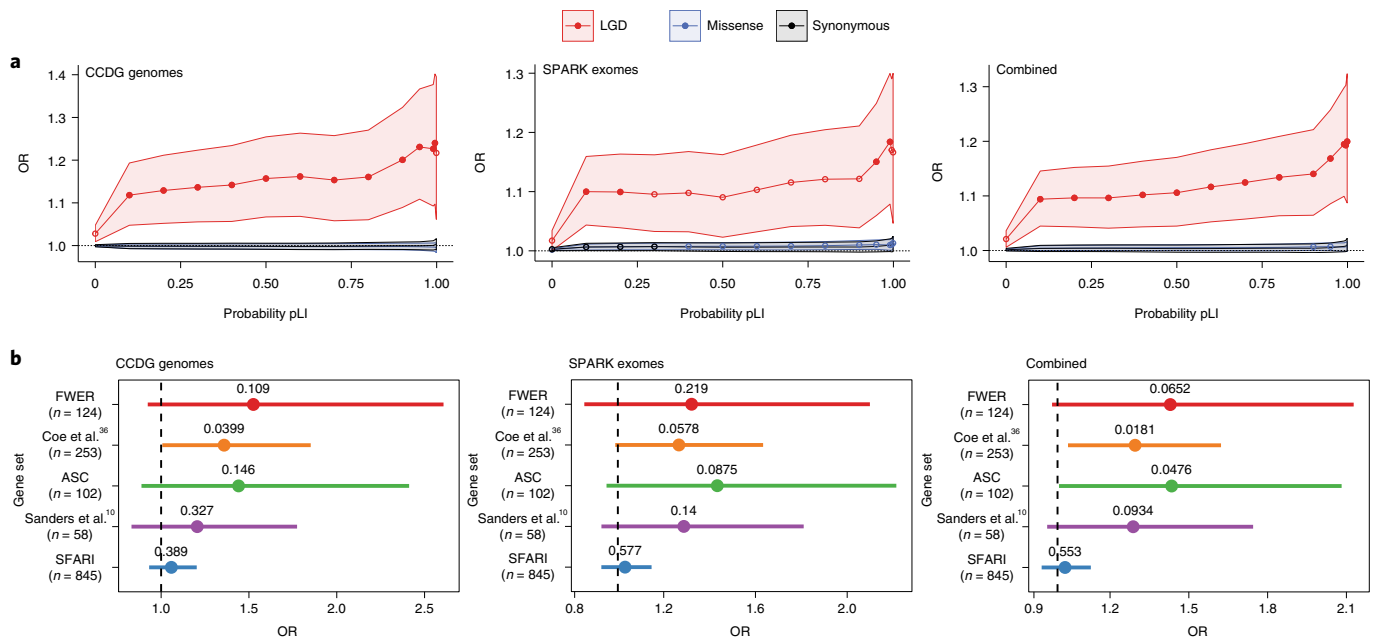 LGD Missense Synonymous
a
CCDG genomes
1.4
1.3
1.2
1.1
1.0
OR
0 0.25 0.50 0.75 1.00
Probability pLI
SPARK exomes
1.3
1.2
1.1
1.0
OR
0 0.25 0.50 0.75 1.00
Probability pLI
Combined
1.3
1.2
1.1
1.0
OR
0 0.25 0.50 0.75 1.00
Probability pLI
b
CCDG genomes
Gene set
FWER
(n = 124)
0.109
Coe et al.36
(n = 253)
0.0399
ASC
(n = 102)
0.146
Sanders et al.10
(n = 58)
0.327
SFARI
(n = 845)
0.389
1.0 1.5 2.0 2.5
OR
SPARK exomes
Gene set
FWER
(n = 124)
0.219
Coe et al.36
(n = 253)
0.0578
ASC
(n = 102)
0.0875
Sanders et al.10
(n = 58)
0.14
SFARI
(n = 845)
0.577
0.8 1.2 1.6 2.0
OR
Combined
Gene set
FWER
(n = 124)
0.0652
Coe et al.36
(n = 253)
0.0181
ASC
(n = 102)
0.0476
Sanders et al.10
(n = 58)
0.0934
SFARI
(n = 845)
0.553
0.9 1.2 1.5 1.8 2.1
OR